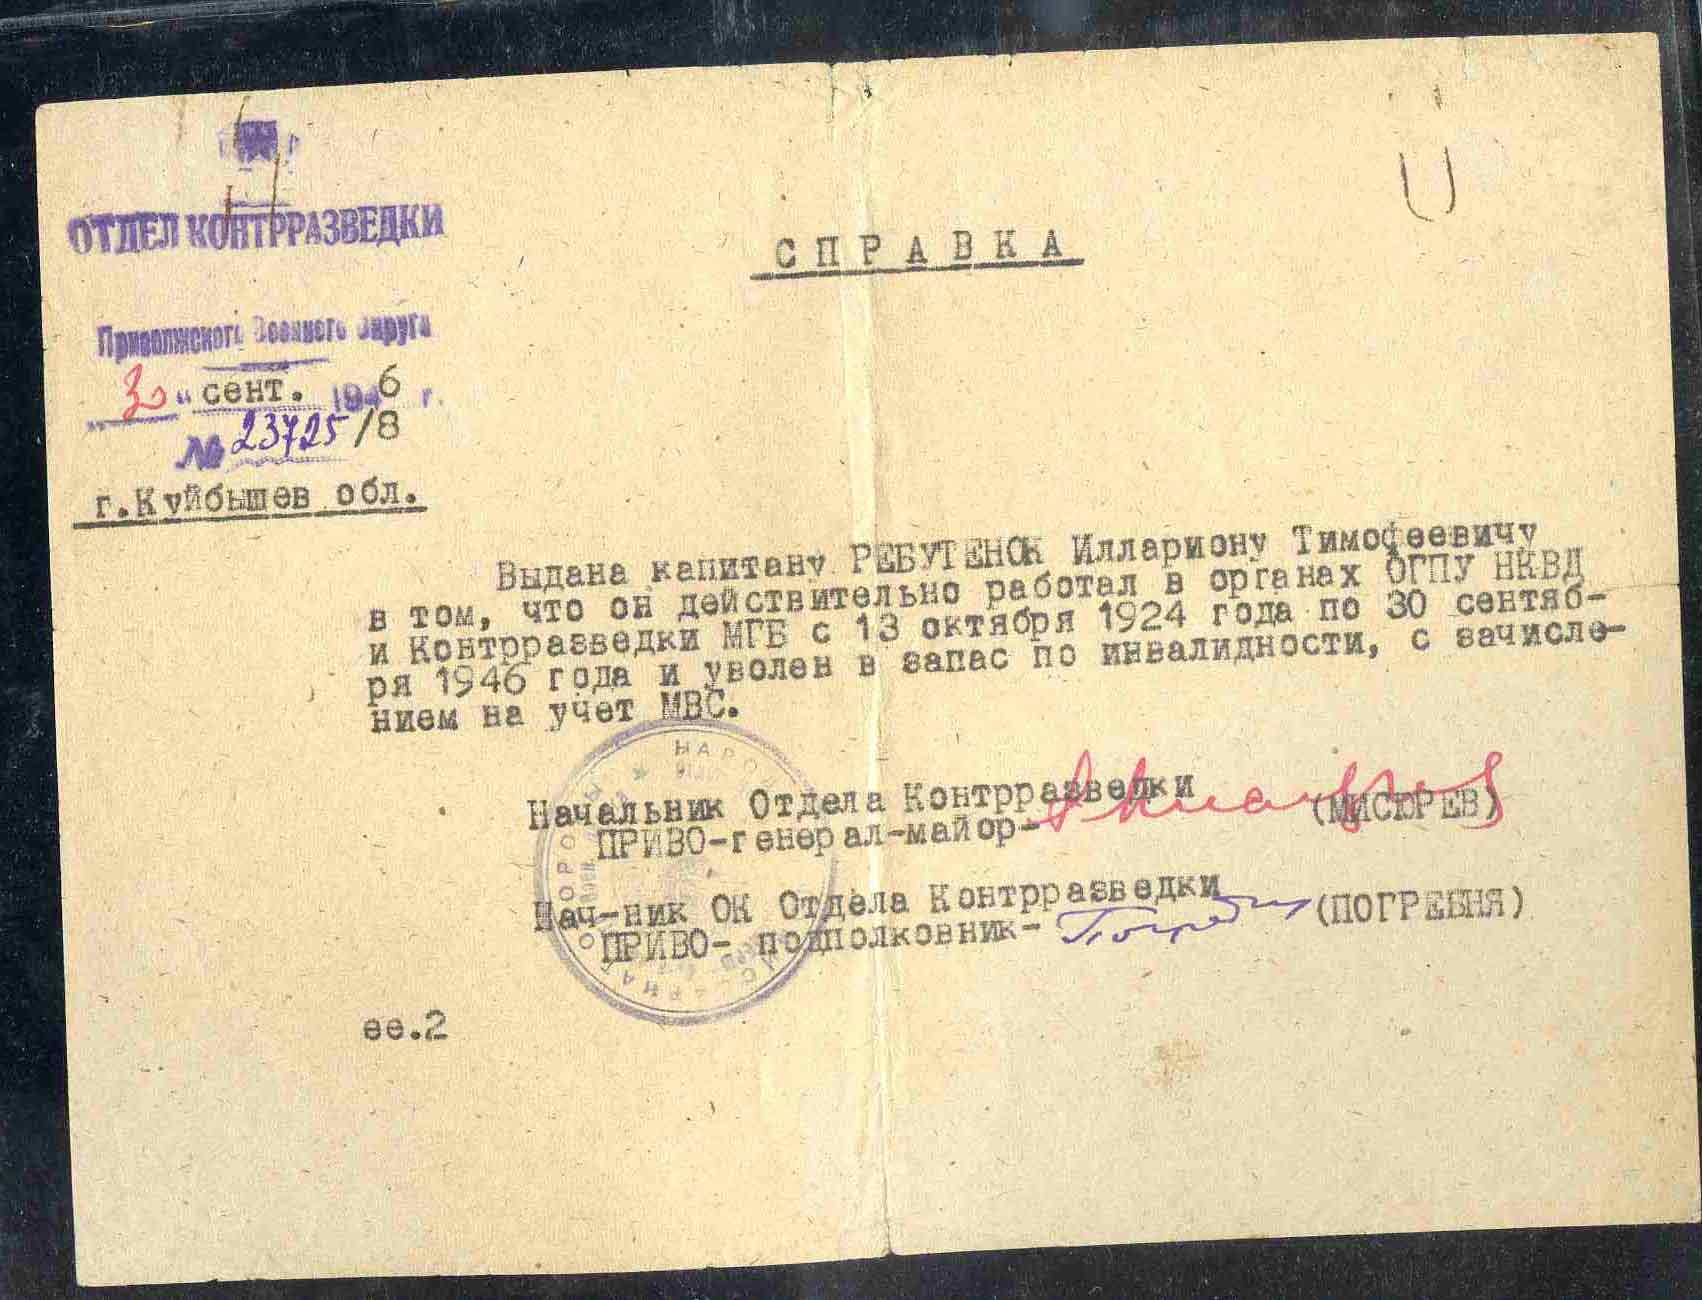 ОТДЕЛ КОНТРРАЗВЕДКИ
Приволжского Военного Округа
"30" сент. 1946 г.
№ 23725/8
г.Куйбышев обл.
СПРАВКА
Выдана капитану РЕБУТЕНОК Иллариону Тимофеевичу
в том, что он действительно работал в органах ОГПУ НКВД
и Контрразведки МГБ с 13 октября 1924 года по 30 сентяб-
ря 1946 года и уволен в запас по инвалидности, с зачисле-
нием на учет МВС.
Начальник Отдела Контрразведки
ПРИВО-генерал-майор- (МИСЮРЕВ)
Нач-ник ОК Отдела Контрразведки
ПРИВО- подполковник- (ПОГРЕБНЯ)
ее.2